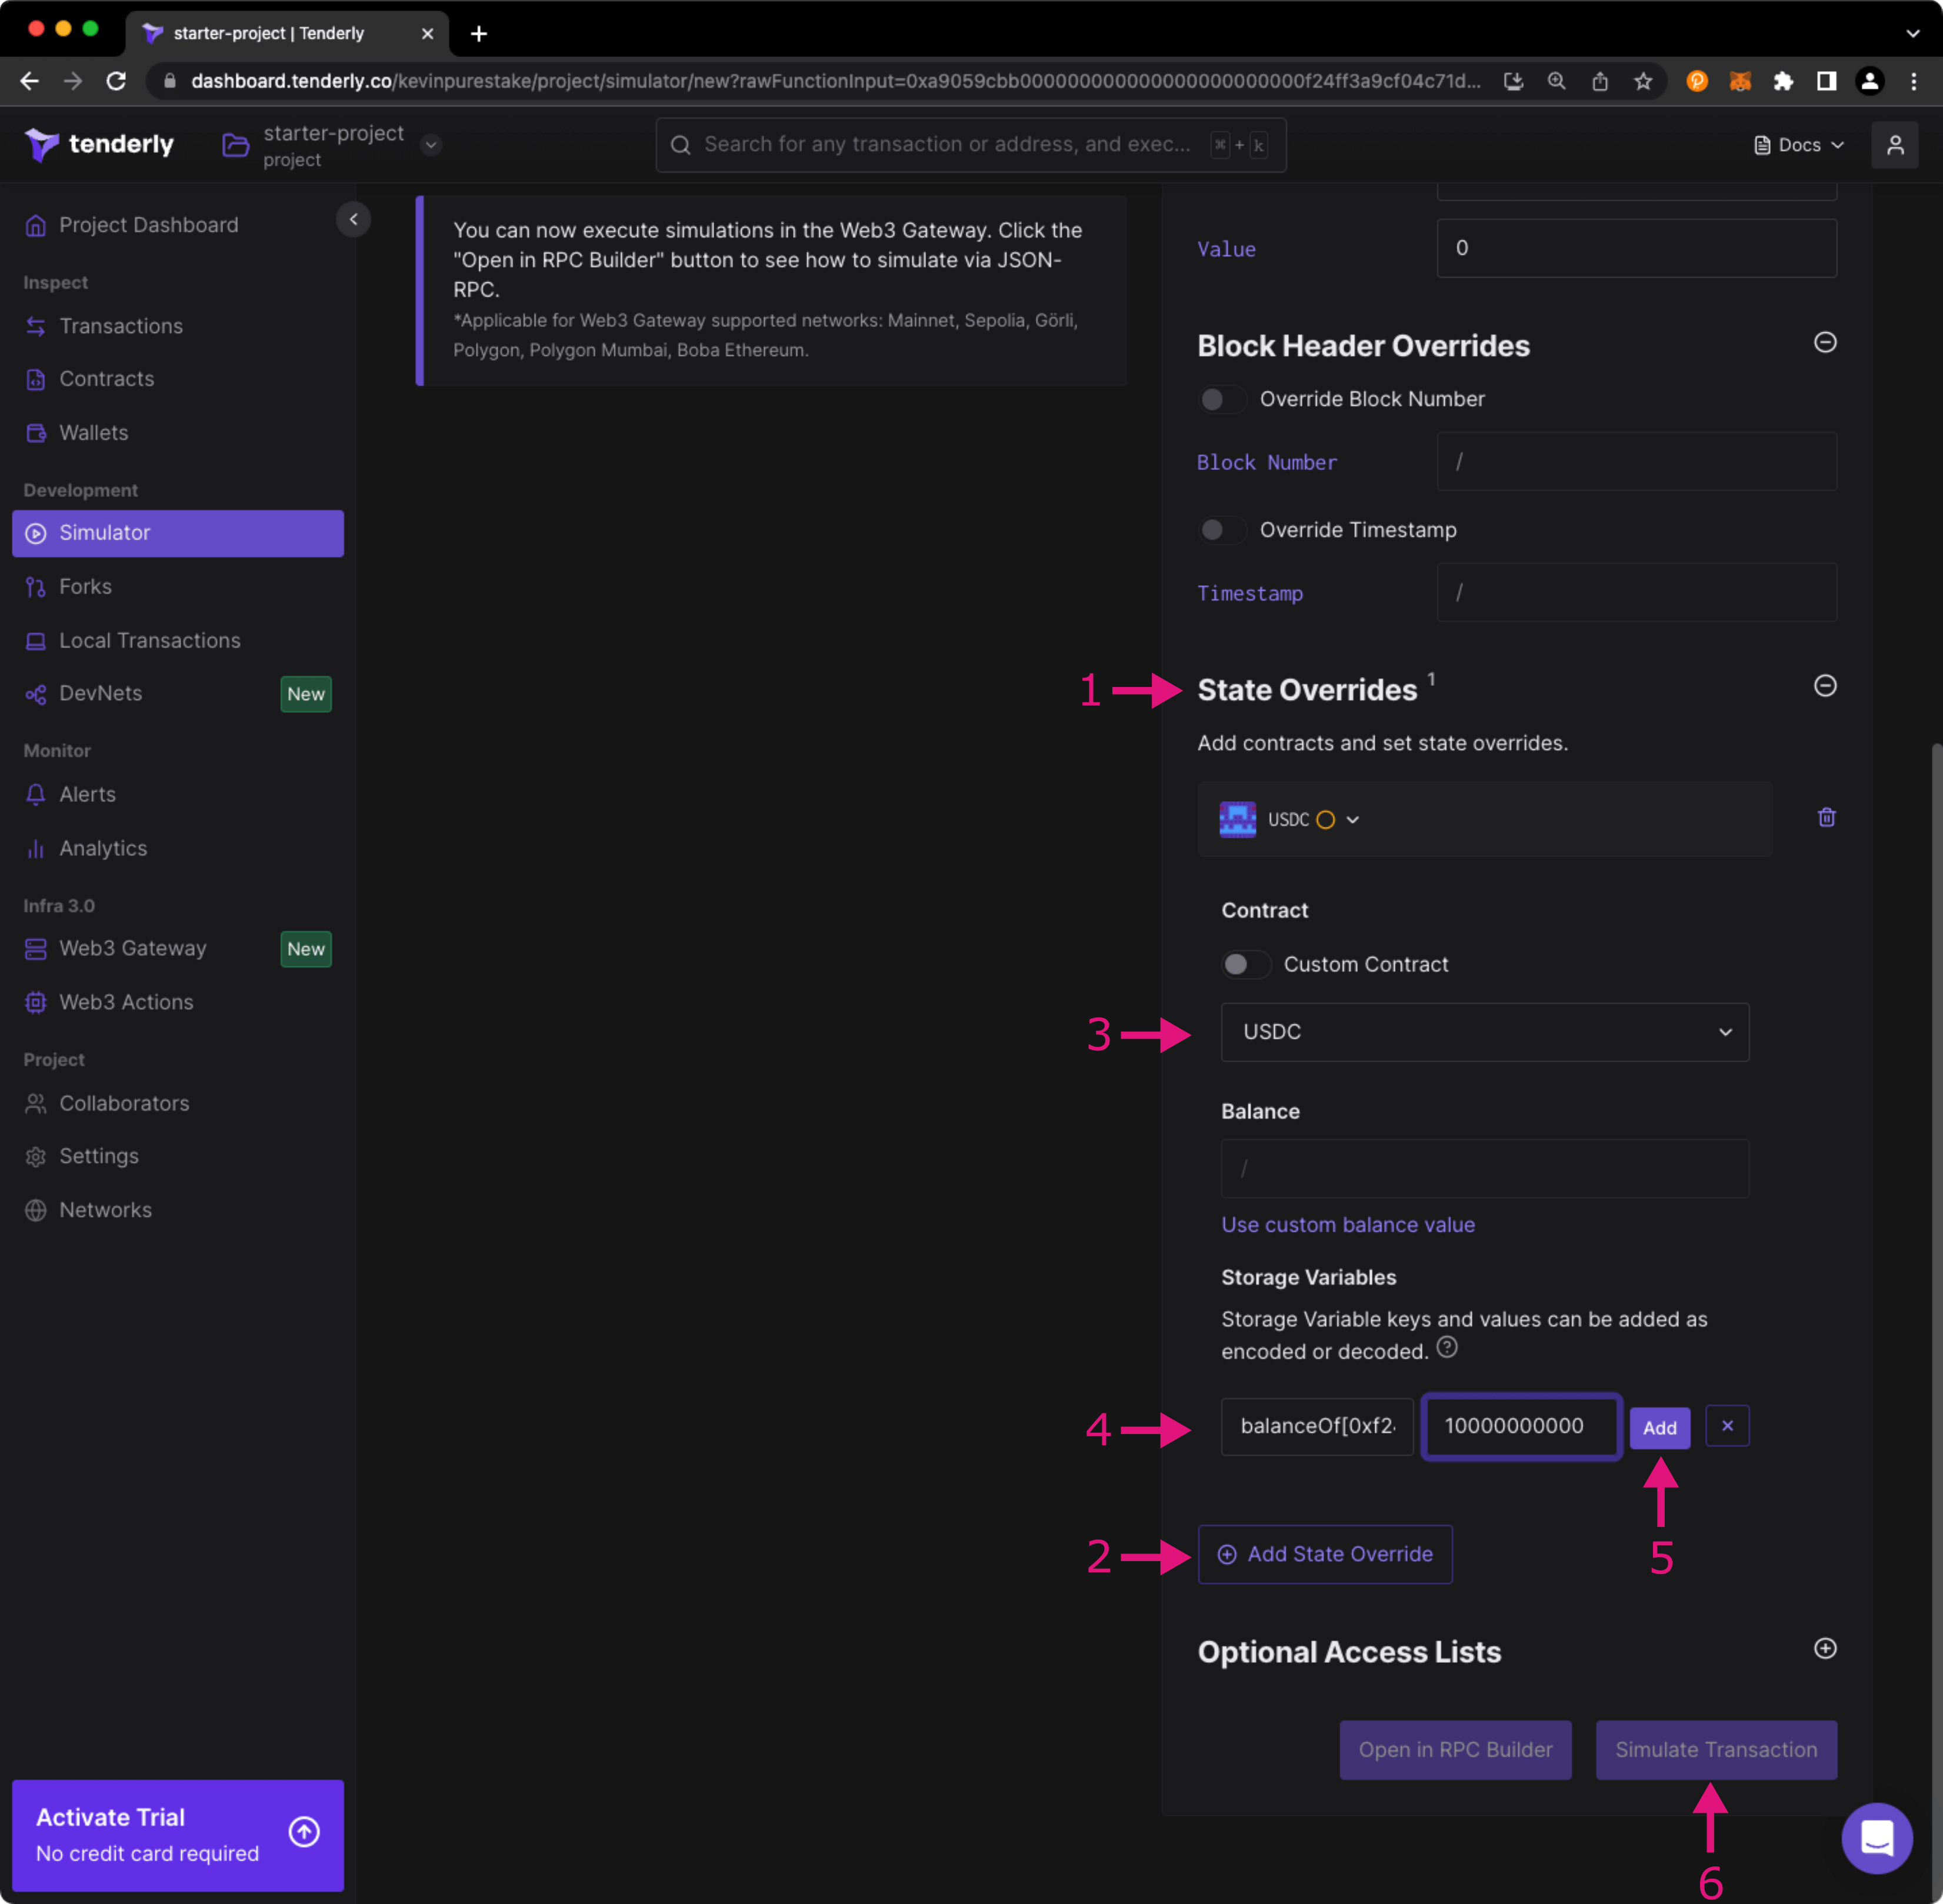 starter-project | Tenderly
dashboard.tenderly.co/kevinpurestake/project/simulator/new?rawFunctionInput=0xa9059cbb000000000000000000000000f24ff3a9cf04c71d...
tenderly
starter-project
project
Search for any transaction or address, and exec...
⌘ + k
Docs
Project Dashboard
Inspect
Transactions
Contracts
Wallets
Development
Simulator
Forks
Local Transactions
DevNets
New
Monitor
Alerts
Analytics
Infra 3.0
Web3 Gateway
New
Web3 Actions
Project
Collaborators
Settings
Networks
Activate Trial
No credit card required
You can now execute simulations in the Web3 Gateway. Click the
"Open in RPC Builder" button to see how to simulate via JSON-
RPC.
*Applicable for Web3 Gateway supported networks: Mainnet, Sepolia, Görli,
Polygon, Polygon Mumbai, Boba Ethereum.
Value
0
Block Header Overrides
Override Block Number
Block Number
/
Override Timestamp
Timestamp
/
1
State Overrides 1
Add contracts and set state overrides.
USDC
Contract
Custom Contract
3
USDC
Balance
/
Use custom balance value
Storage Variables
Storage Variable keys and values can be added as
encoded or decoded.
4
balanceOf[0xf2
10000000000
Add
5
2
Add State Override
Optional Access Lists
Open in RPC Builder
Simulate Transaction
6